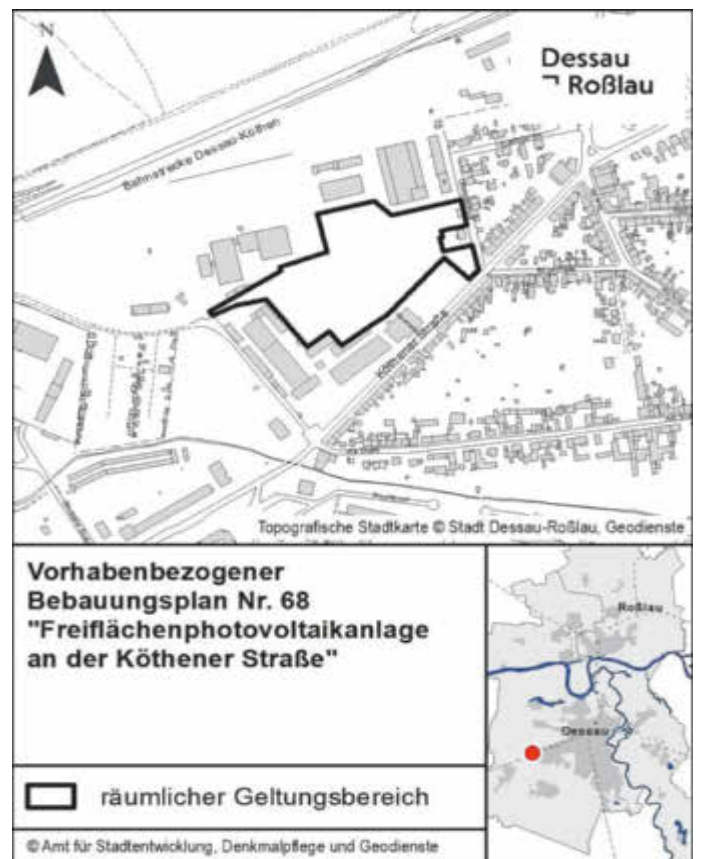 N
Dessau
Roßlau
Bahnstrecke Dessau-Köthen
Köthener Straße
Topografische Stadtkarte © Stadt Dessau-Roßlau, Geodienste
Vorhabenbezogener
Bebauungsplan Nr. 68
"Freiflächenphotovoltaikanlage
an der Köthener Straße"
Roßlau
Dessau
räumlicher Geltungsbereich
© Amt für Stadtentwicklung, Denkmalpflege und Geodienste